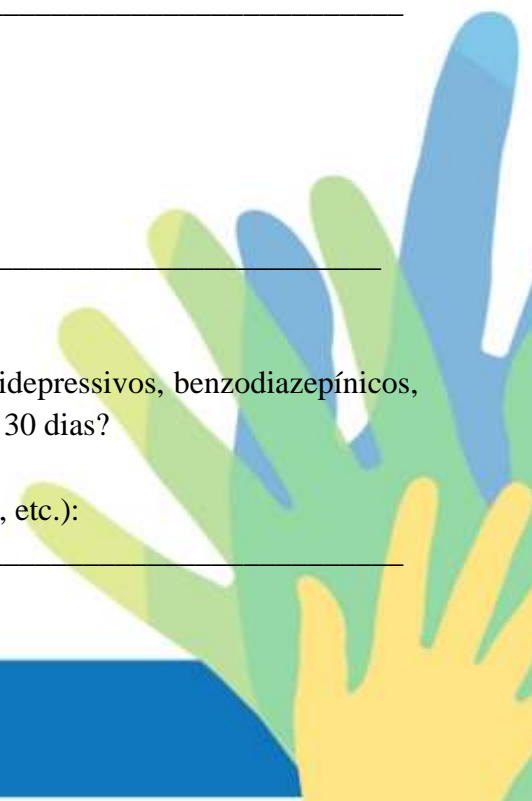 idepressivos, benzodiazepínicos,
30 dias?
, etc.):